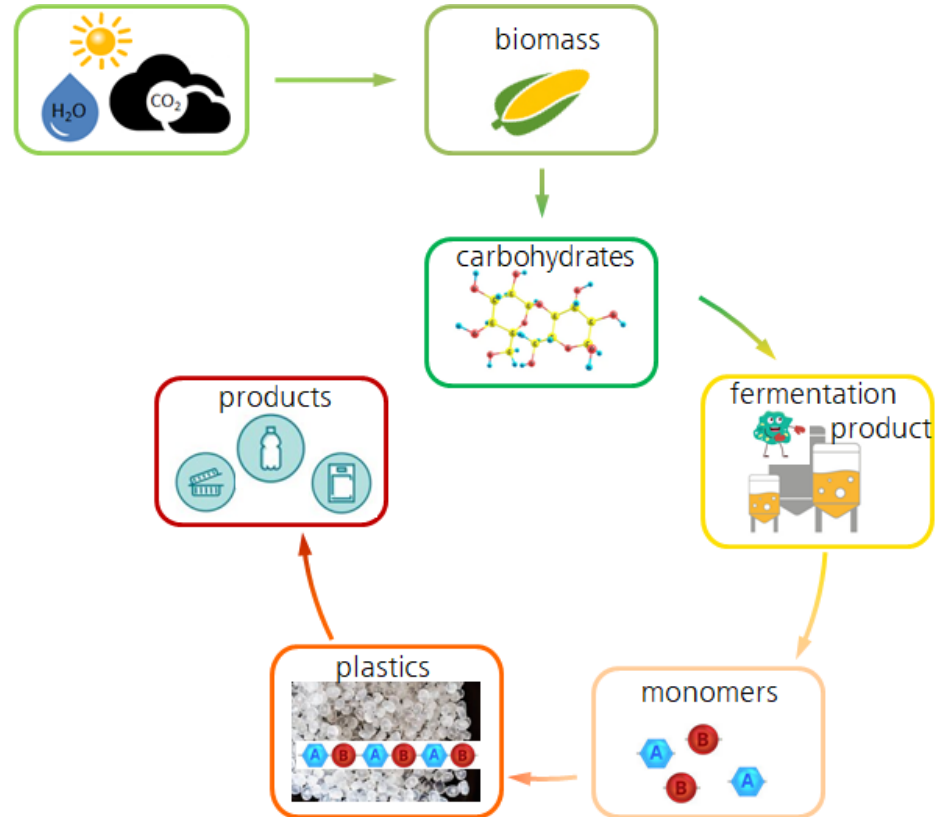 H₂O
CO₂
biomass
carbohydrates
fermentation
product
monomers
A
B
B
A
plastics
A B A B A B
products